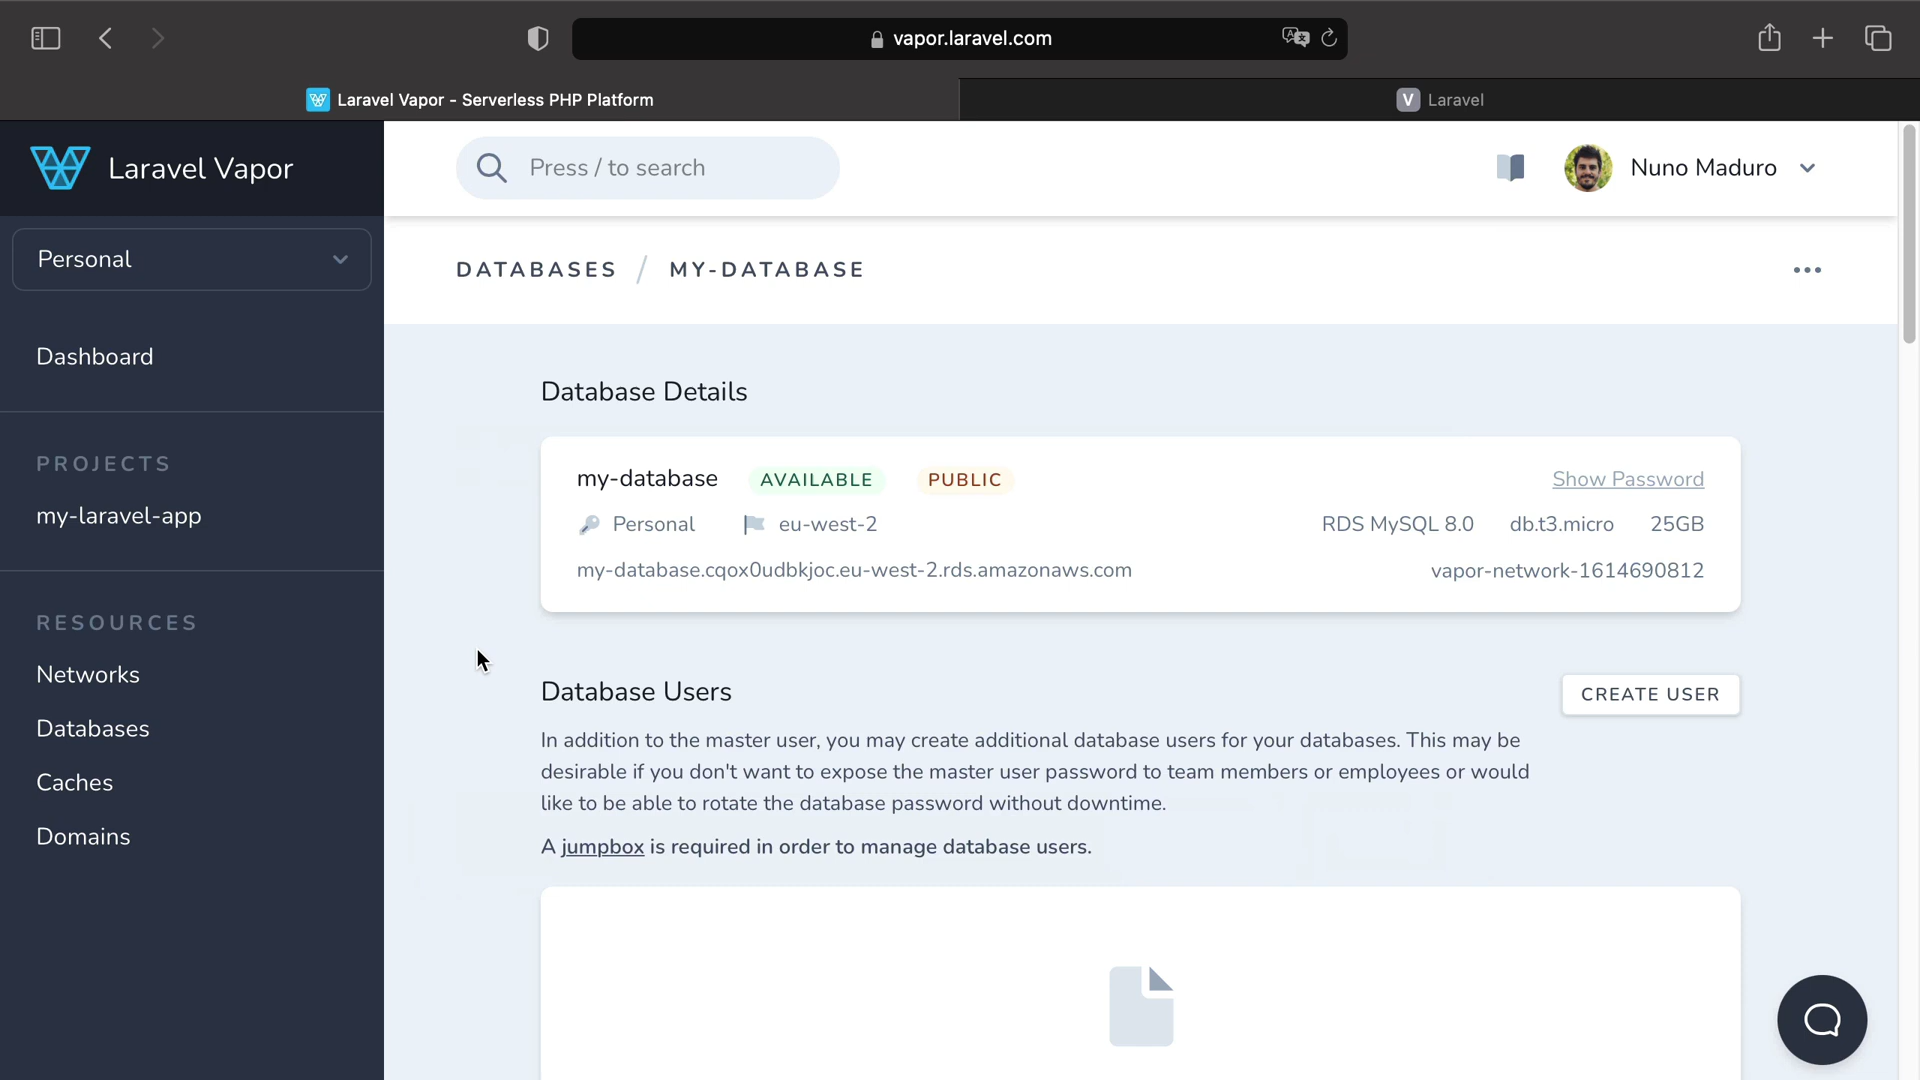 vapor.laravel.com
Laravel Vapor - Serverless PHP Platform
V Laravel
Laravel Vapor
Press / to search
Nuno Maduro
Personal
DATABASES / MY-DATABASE
Dashboard
Database Details
PROJECTS
my-laravel-app
my-database AVAILABLE PUBLIC Show Password
Personal eu-west-2 RDS MySQL 8.0 db.t3.micro 25GB
my-database.cqox0udbkjoc.eu-west-2.rds.amazonaws.com vapor-network-1614690812
RESOURCES
Networks
Databases
Caches
Domains
Database Users
CREATE USER
In addition to the master user, you may create additional database users for your databases. This may be
desirable if you don't want to expose the master user password to team members or employees or would
like to be able to rotate the database password without downtime.
A jumpbox is required in order to manage database users.